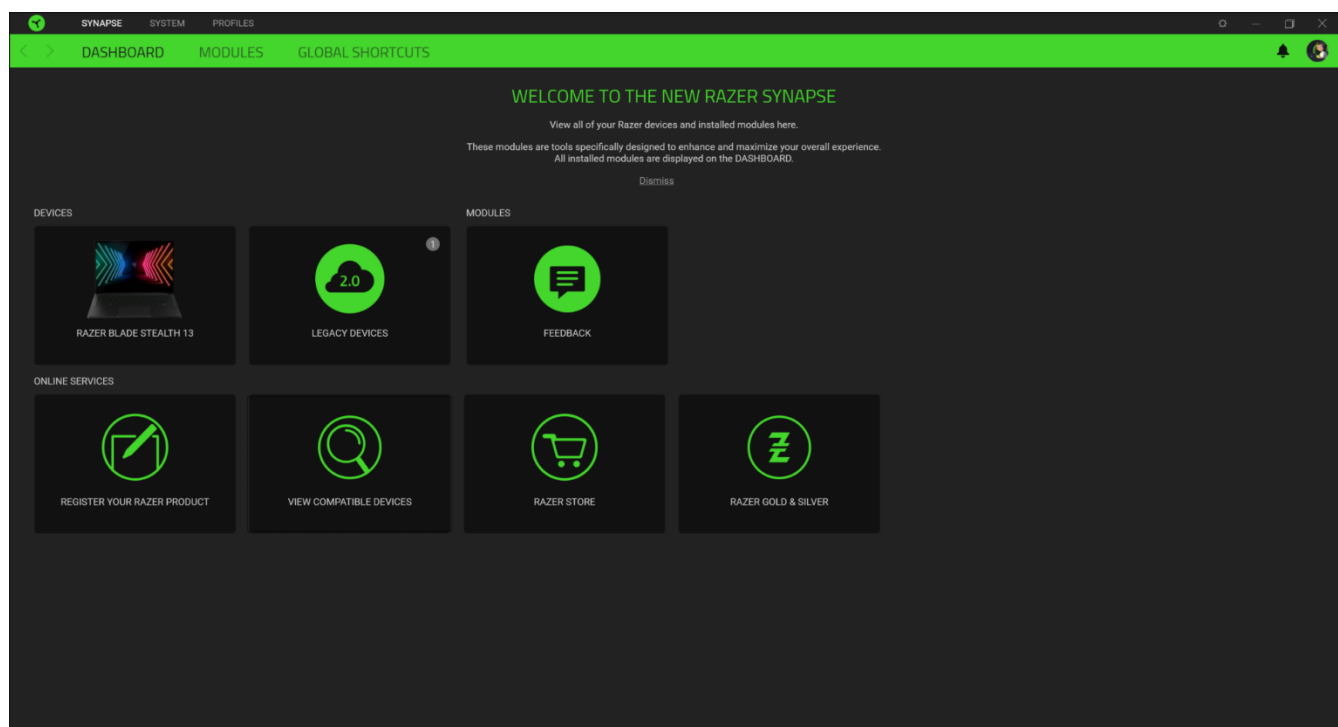 SYNAPSE SYSTEM PROFILES
DASHBOARD MODULES GLOBAL SHORTCUTS
WELCOME TO THE NEW RAZER SYNAPSE
View all of your Razer devices and installed modules here.
These modules are tools specifically designed to enhance and maximize your overall experience.
All installed modules are displayed on the DASHBOARD.
Dismiss
DEVICES
MODULES
1
2.0
RAZER BLADE STEALTH 13
LEGACY DEVICES
FEEDBACK
ONLINE SERVICES
REGISTER YOUR RAZER PRODUCT
VIEW COMPATIBLE DEVICES
RAZER STORE
RAZER GOLD & SILVER